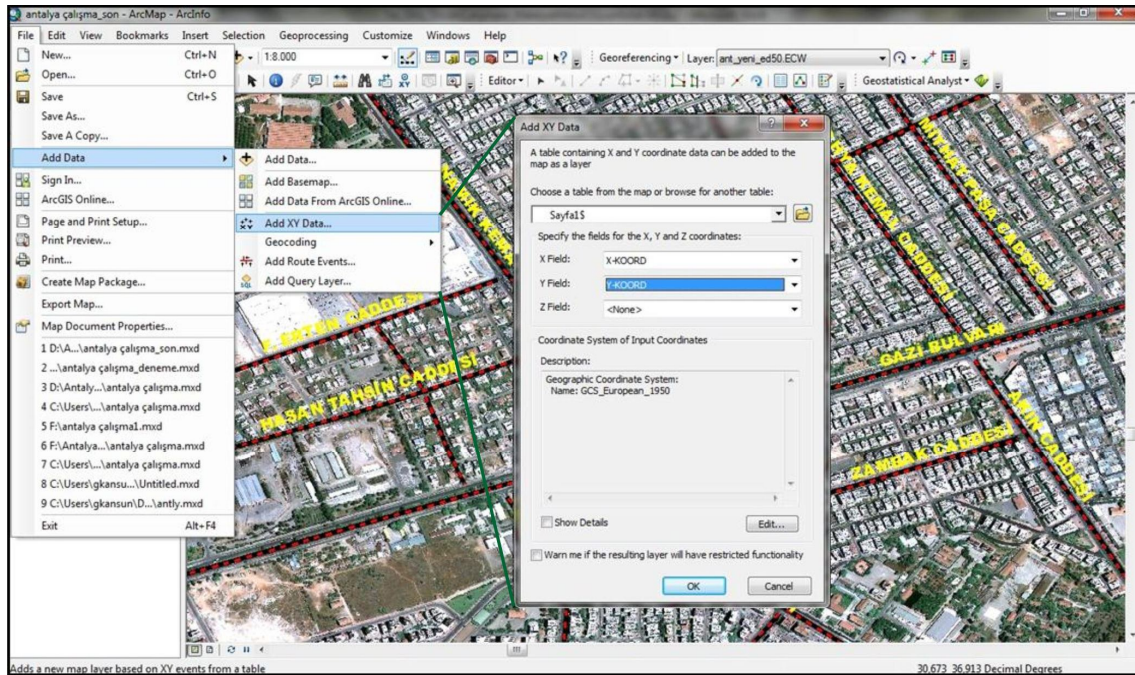 antalya çalışma_son - ArcMap - ArcInfo
File Edit View Bookmarks Insert Selection Geoprocessing Customize Windows Help
1:8.000
Georeferencing Layer: ant_yeni_ed50.ECW
Editor
Geostatistical Analyst
New... Ctrl+N
Open... Ctrl+O
Save Ctrl+S
Save As...
Save A Copy...
Add Data
Sign In...
ArcGIS Online...
Page and Print Setup...
Print Preview...
Print...
Create Map Package...
Export Map...
Map Document Properties...
1 D:\A...\antalya çalışma_son.mxd
2 ...\antalya çalışma_deneme.mxd
3 D:\Antaly...\antalya çalışma.mxd
4 C:\Users\...\antalya çalışma.mxd
5 F:\antalya çalışma1.mxd
6 F:\Antalya...\antalya çalışma.mxd
7 C:\Users\...\antalya çalışma.mxd
8 C:\Users\gkansu...\Untitled.mxd
9 C:\Users\gkansun\D...\antly.mxd
Exit Alt+F4
Add Data...
Add Basemap...
Add Data From ArcGIS Online...
Add XY Data...
Geocoding
Add Route Events...
Add Query Layer...
Add XY Data
A table containing X and Y coordinate data can be added to the
map as a layer
Choose a table from the map or browse for another table:
Sayfa1$
Specify the fields for the X, Y and Z coordinates:
X Field: X-KOORD
Y Field: Y-KOORD
Z Field: <None>
Coordinate System of Input Coordinates
Description:
Geographic Coordinate System:
Name: GCS_European_1950
Show Details
Edit...
Warn me if the resulting layer will have restricted functionality
OK Cancel
F. ERTEN CADDESİ
HASAN TAHSİN CADDESİ
MİTHAT PAŞA CADDESİ
CADDESİ
GAZİ BULVARI
ZAMBAK CADDESİ
CADDESİ
Adds a new map layer based on XY events from a table
30,673 36,913 Decimal Degrees